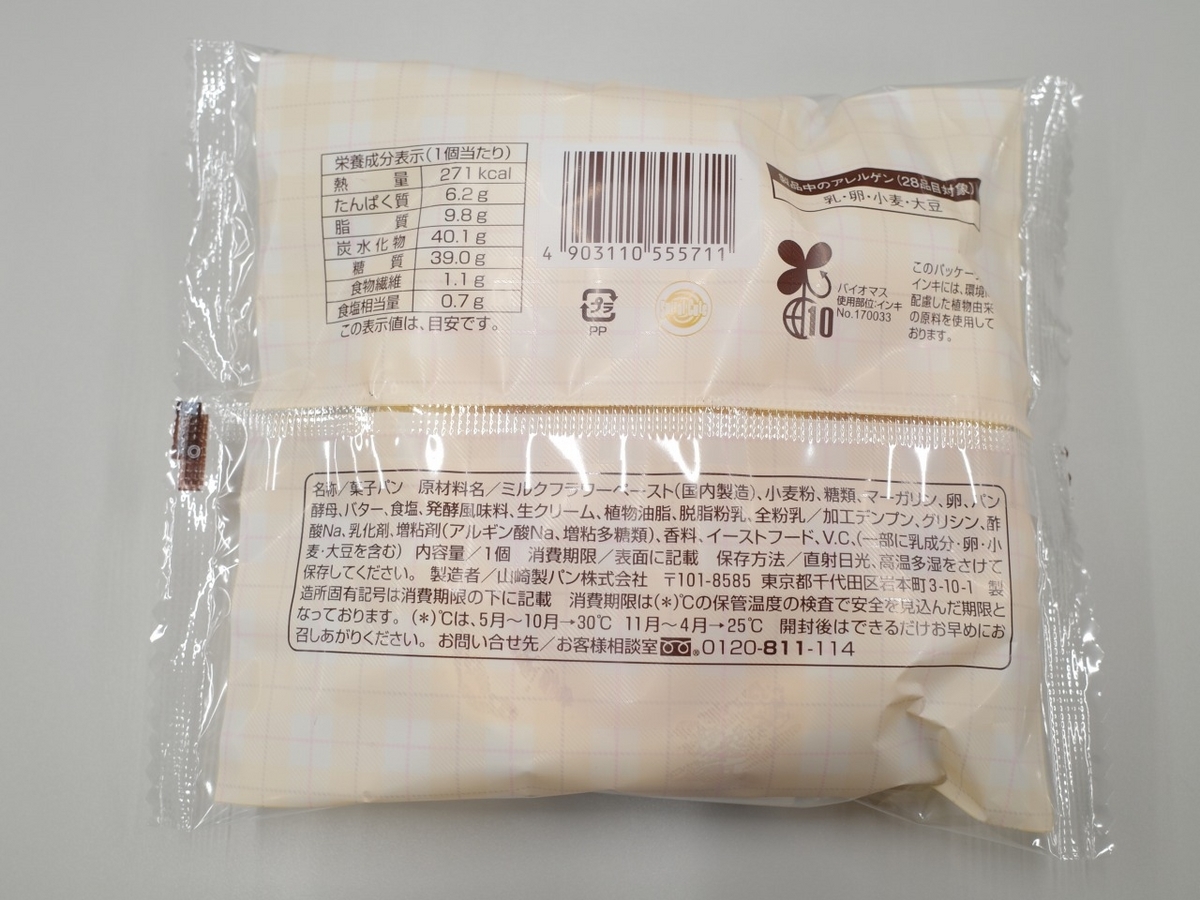 栄養成分表示(1個当たり)
熱量 271kcal
たんぱく質 6.2g
脂質 9.8g
炭水化物 40.1g
糖質 39.0g
食物繊維 1.1g
食塩相当量 0.7g
この表示値は、目安です。
4 903110 555711
プラ
PP
製品中のアレルゲン(28品目対象)
乳・卵・小麦・大豆
バイオマス
使用部位:インキ
No.170033
10
このパッケージ
インキには、環境に
配慮した植物由来
の原料を使用して
おります。
名称/菓子パン 原材料名/ミルクフラワーペースト(国内製造)、小麦粉、糖類、マーガリン、卵、パン
酵母、バター、食塩、発酵風味料、生クリーム、植物油脂、脱脂粉乳、全粉乳/加工デンプン、グリシン、酢
酸Na、乳化剤、増粘剤(アルギン酸Na、増粘多糖類)、香料、イーストフード、V.C、(一部に乳成分・卵・小
麦・大豆を含む) 内容量/1個 消費期限/表面に記載 保存方法/直射日光、高温多湿をさけて
保存してください。 製造者/山崎製パン株式会社 〒101-8585 東京都千代田区岩本町3-10-1 製
造所固有記号は消費期限の下に記載 消費期限は(*)℃の保管温度の検査で安全を見込んだ期限と
なっております。(*)℃は、5月～10月→30℃ 11月～4月→25℃ 開封後はできるだけお早めにお
召しあがりください。 お問い合せ先/お客様相談室 0120-811-114